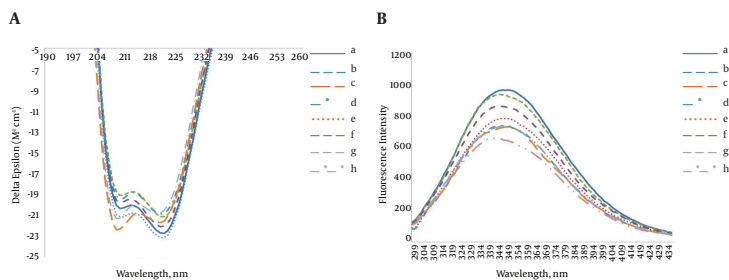 A
B
-5
190 197 204 211 218 225 232 239 246 253 260
-7
-9
-11
-13
-15
-17
-19
-21
-23
-25
Delta Epsilon (M⁶ cm⁶)
Wavelength, nm
a
b
c
d
e
f
g
h
1200
1000
800
600
400
200
0
Fluorescence Intensity
299 304 309 314 319 324 329 334 339 344 349 354 359 364 369 374 379 384 389 394 399 404 409 414 419 424 429 434
Wavelength, nm
a
b
c
d
e
f
g
h